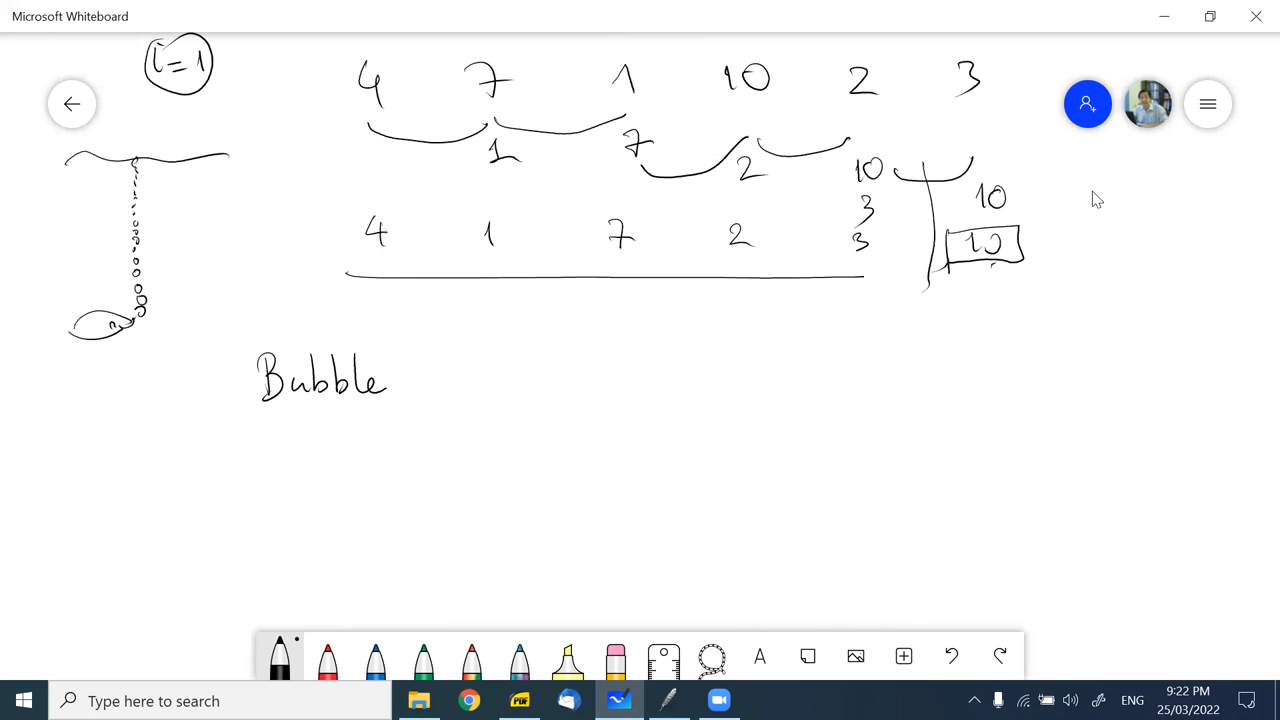 Microsoft Whiteboard
i=1
4 7 1 10 2 3
1 7 2 10 10
3
4 1 7 2 3 10
Bubble
A
Type here to search
PDF
ENG
9:22 PM
25/03/2022